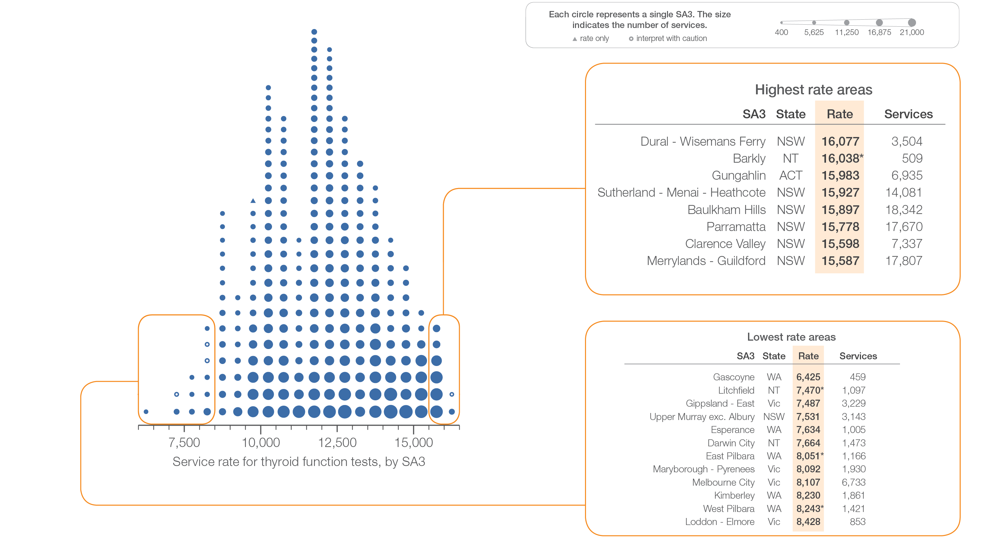 Each circle represents a single SA3. The size
indicates the number of services.
▲ rate only   interpret with caution
400 5,625 11,250 16,875 21,000
Highest rate areas
SA3 State Rate Services
Dural - Wisemans Ferry NSW 16,077 3,504
Barkly NT 16,038* 509
Gungahlin ACT 15,983 6,935
Sutherland - Menai - Heathcote NSW 15,927 14,081
Baulkham Hills NSW 15,897 18,342
Parramatta NSW 15,778 17,670
Clarence Valley NSW 15,598 7,337
Merrylands - Guildford NSW 15,587 17,807
Lowest rate areas
SA3 State Rate Services
Gascoyne WA 6,425 459
Litchfield NT 7,470* 1,097
Gippsland - East Vic 7,487 3,229
Upper Murray exc. Albury NSW 7,531 3,143
Esperance WA 7,634 1,005
Darwin City NT 7,664 1,473
East Pilbara WA 8,051* 1,166
Maryborough - Pyrenees Vic 8,092 1,930
Melbourne City Vic 8,107 6,733
Kimberley WA 8,230 1,861
West Pilbara WA 8,243* 1,421
Loddon - Elmore Vic 8,428 853
7,500 10,000 12,500 15,000
Service rate for thyroid function tests, by SA3